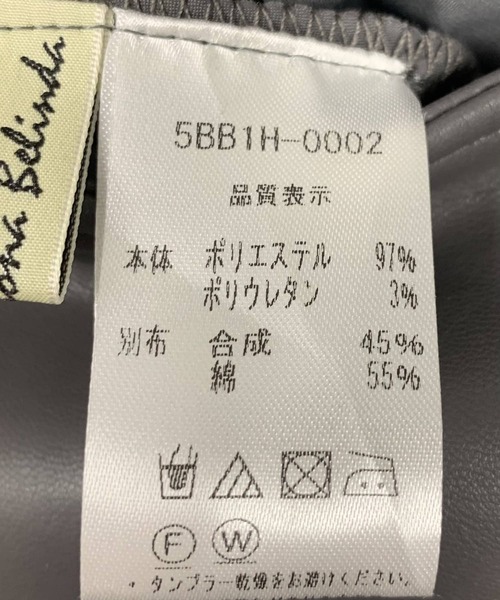 ona Belinda
5BB1H-0002
品質表示
本体 ポリエステル 97%
ポリウレタン 3%
別布 合成 45%
綿 55%
F W
・タンブラー乾燥をお避けください。